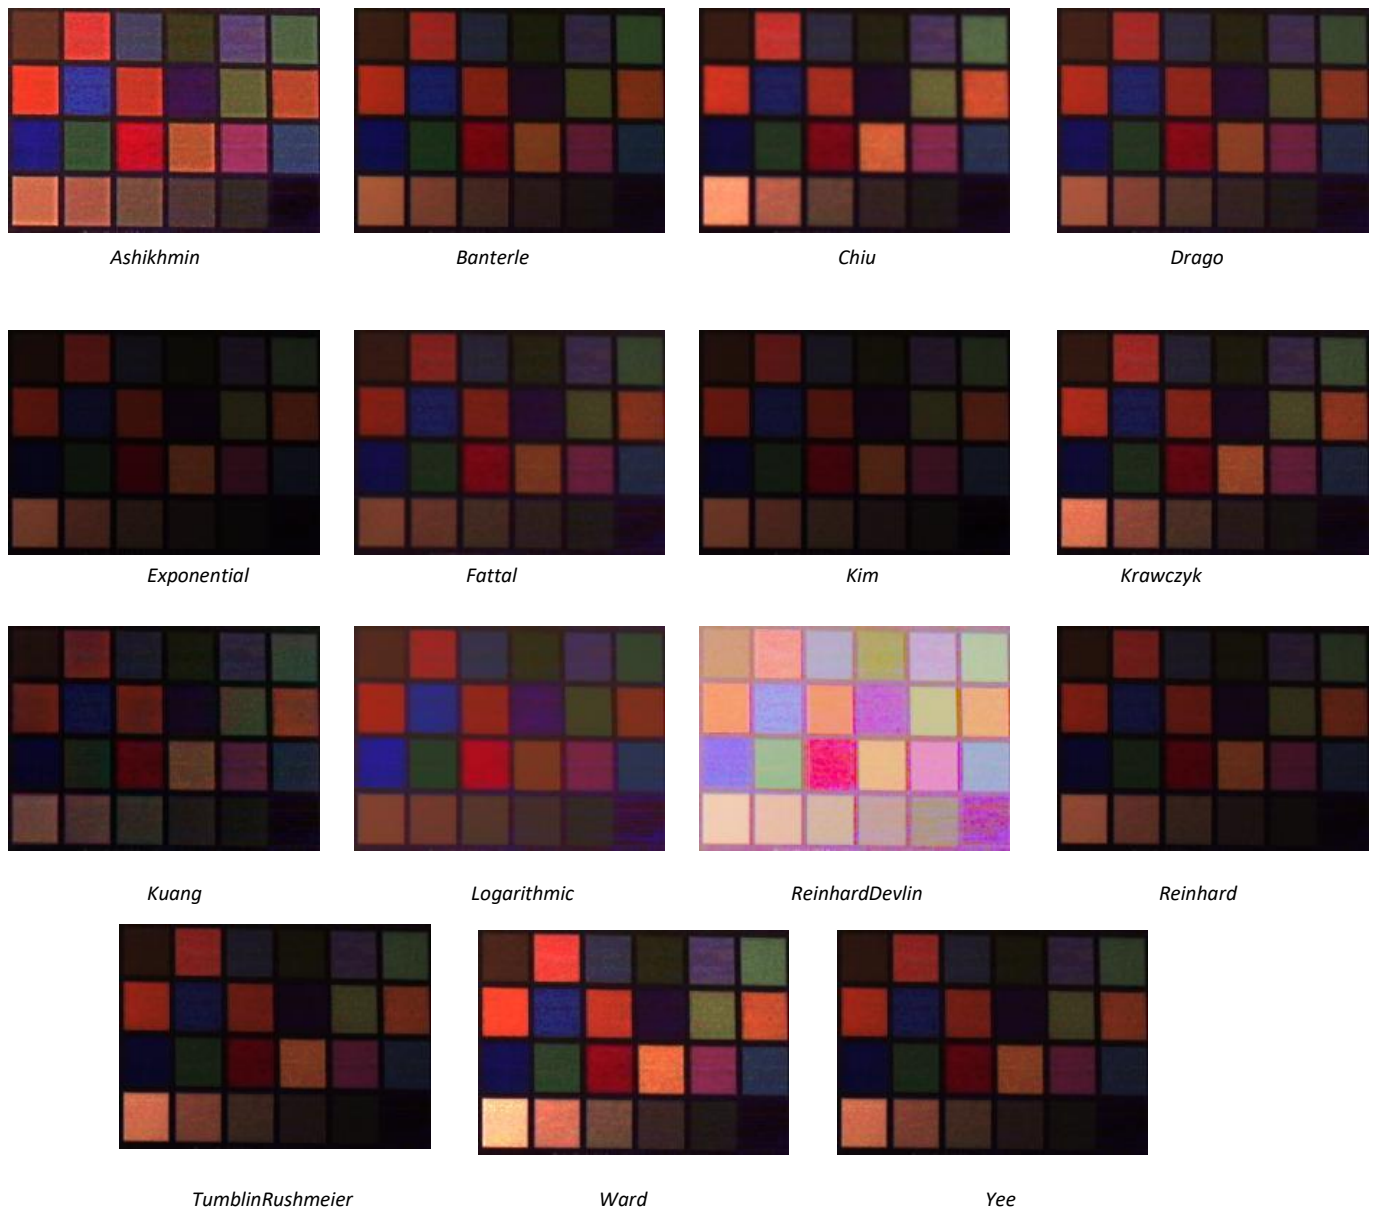 Ashikhmin
Banterle
Chiu
Drago
Exponential
Fattal
Kim
Krawczyk
Kuang
Logarithmic
ReinhardDevlin
Reinhard
TumblinRushmeier
Ward
Yee